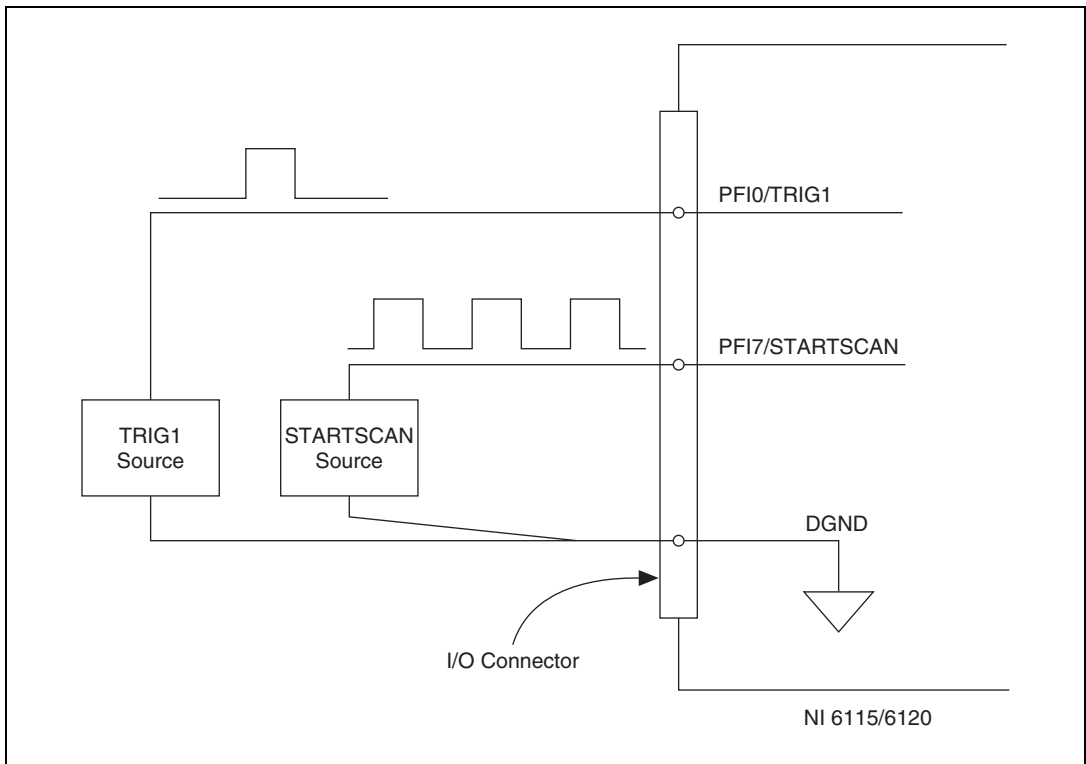 PFI0/TRIG1
PFI7/STARTSCAN
TRIG1
Source
STARTSCAN
Source
DGND
I/O Connector
NI 6115/6120